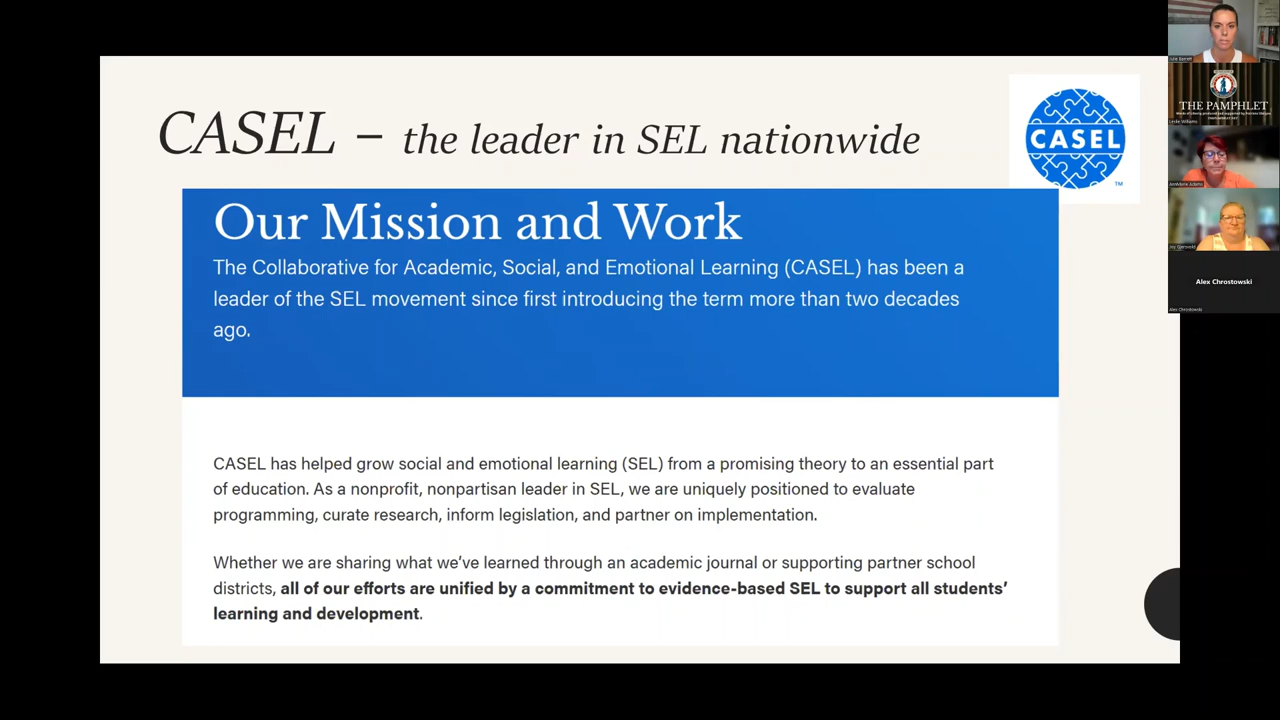 CASEL – the leader in SEL nationwide
CASEL
TM
Our Mission and Work
The Collaborative for Academic, Social, and Emotional Learning (CASEL) has been a
leader of the SEL movement since first introducing the term more than two decades
ago.
CASEL has helped grow social and emotional learning (SEL) from a promising theory to an essential part
of education. As a nonprofit, nonpartisan leader in SEL, we are uniquely positioned to evaluate
programming, curate research, inform legislation, and partner on implementation.
Whether we are sharing what we've learned through an academic journal or supporting partner school
districts, all of our efforts are unified by a commitment to evidence-based SEL to support all students'
learning and development.
THE PAMPHLET
Alex Chrostowski
Alex Chrostowski